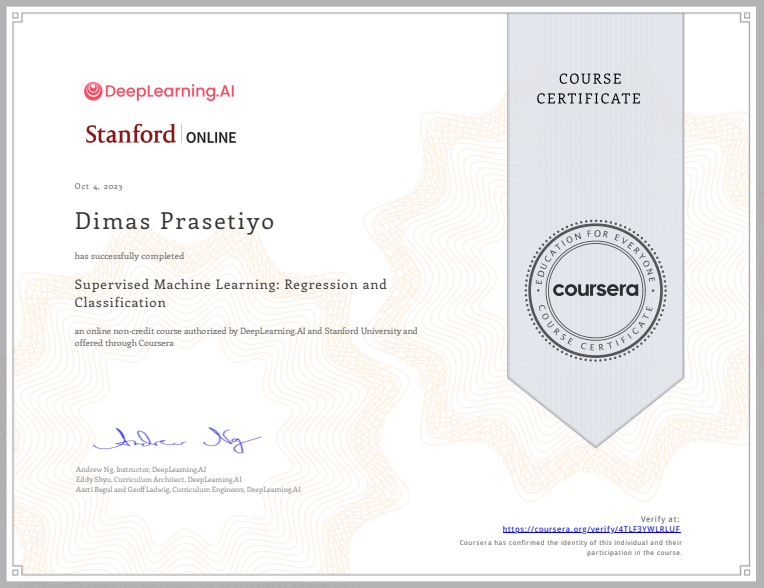 DeepLearning.AI
Stanford | ONLINE
COURSE
CERTIFICATE
Oct 4, 2023
Dimas Prasetiyo
has successfully completed
Supervised Machine Learning: Regression and
Classification
an online non-credit course authorized by DeepLearning.AI and Stanford University and
offered through Coursera
EDUCATION FOR EVERYONE
coursera
COURSE CERTIFICATE
Andrew Ng
Andrew Ng, Instructor, DeepLearning.AI
Eddy Shyu, Curriculum Architect, DeepLearning.AI
Aarti Bagul and Geoff Ladwig, Curriculum Engineers, DeepLearning.AI
Verify at:
https://coursera.org/verify/4TLF3YWLRLUF
Coursera has confirmed the identity of this individual and their
participation in the course.